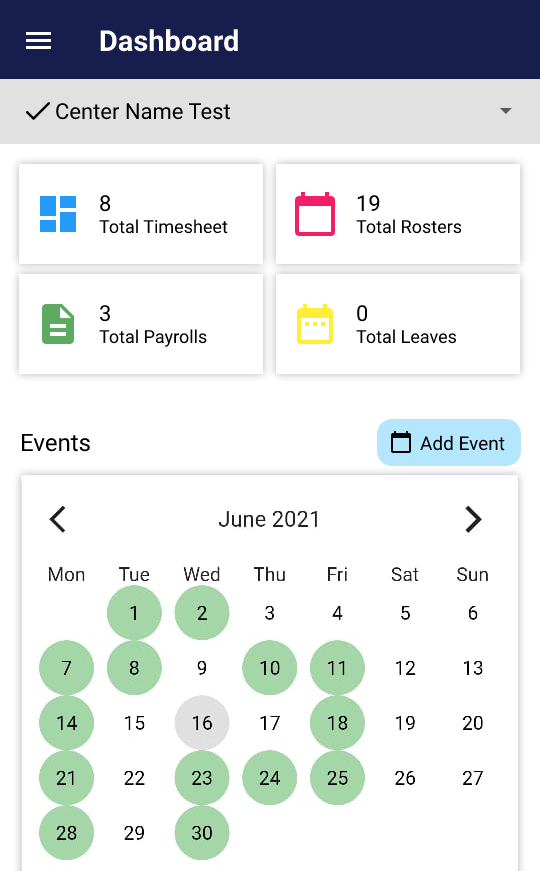 Dashboard
Center Name Test
8
Total Timesheet
19
Total Rosters
3
Total Payrolls
0
Total Leaves
Events
Add Event
June 2021
Mon Tue Wed Thu Fri Sat Sun
1 2 3 4 5 6
7 8 9 10 11 12 13
14 15 16 17 18 19 20
21 22 23 24 25 26 27
28 29 30